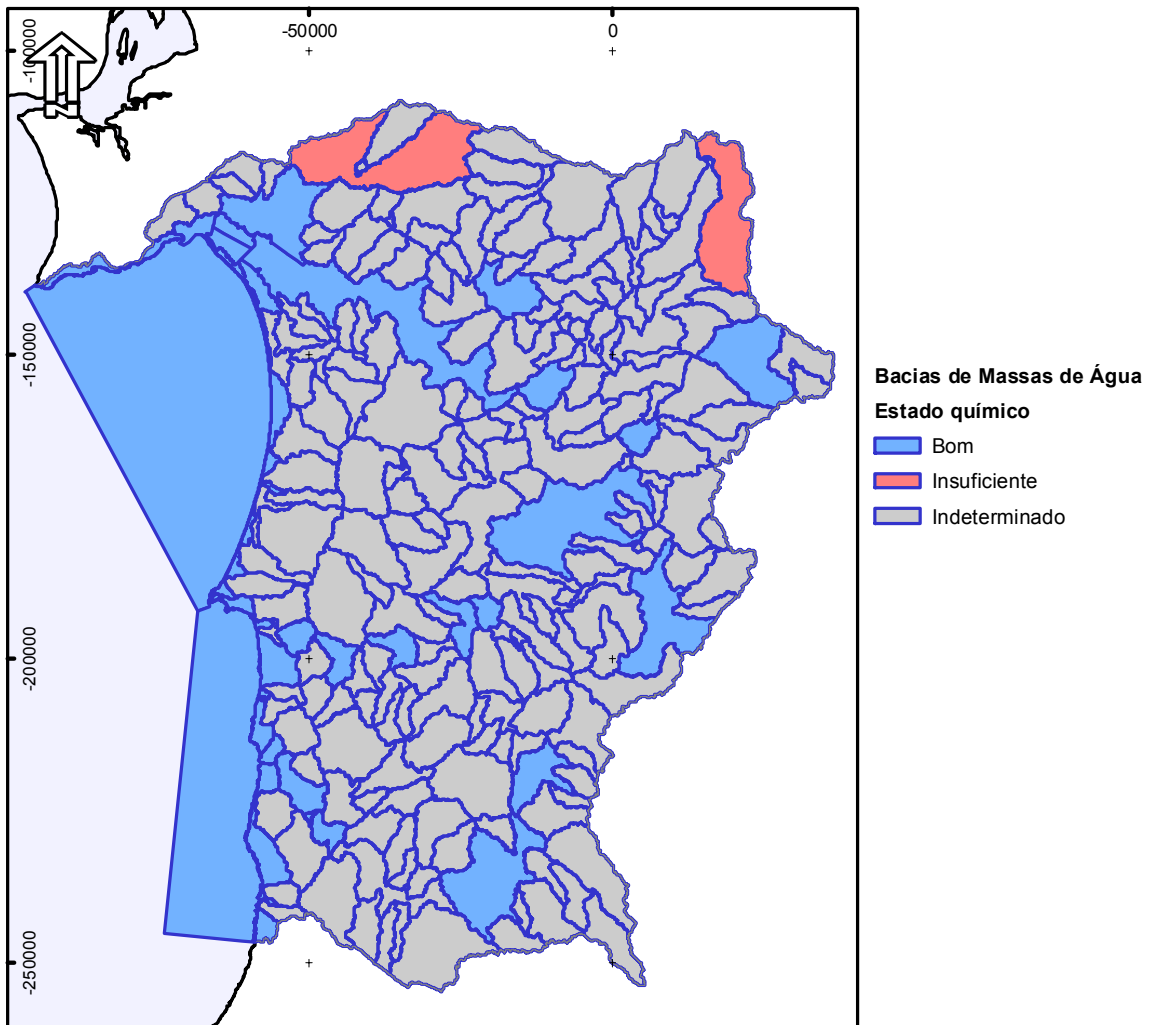 -50000
0
-100000
-150000
-200000
-250000
N
Bacias de Massas de Água
Estado químico
Bom
Insuficiente
Indeterminado